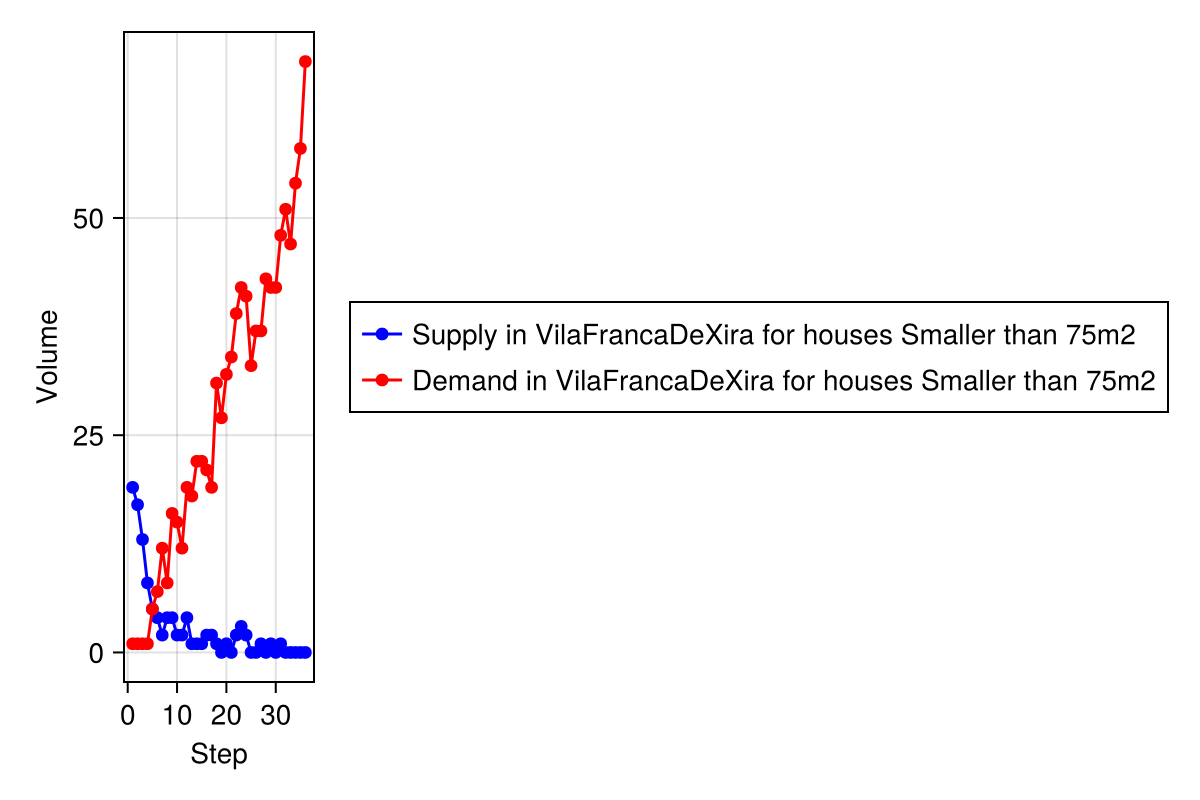 Volume
50
25
0
0 10 20 30
Step
Supply in VilaFrancaDeXira for houses Smaller than 75m2
Demand in VilaFrancaDeXira for houses Smaller than 75m2